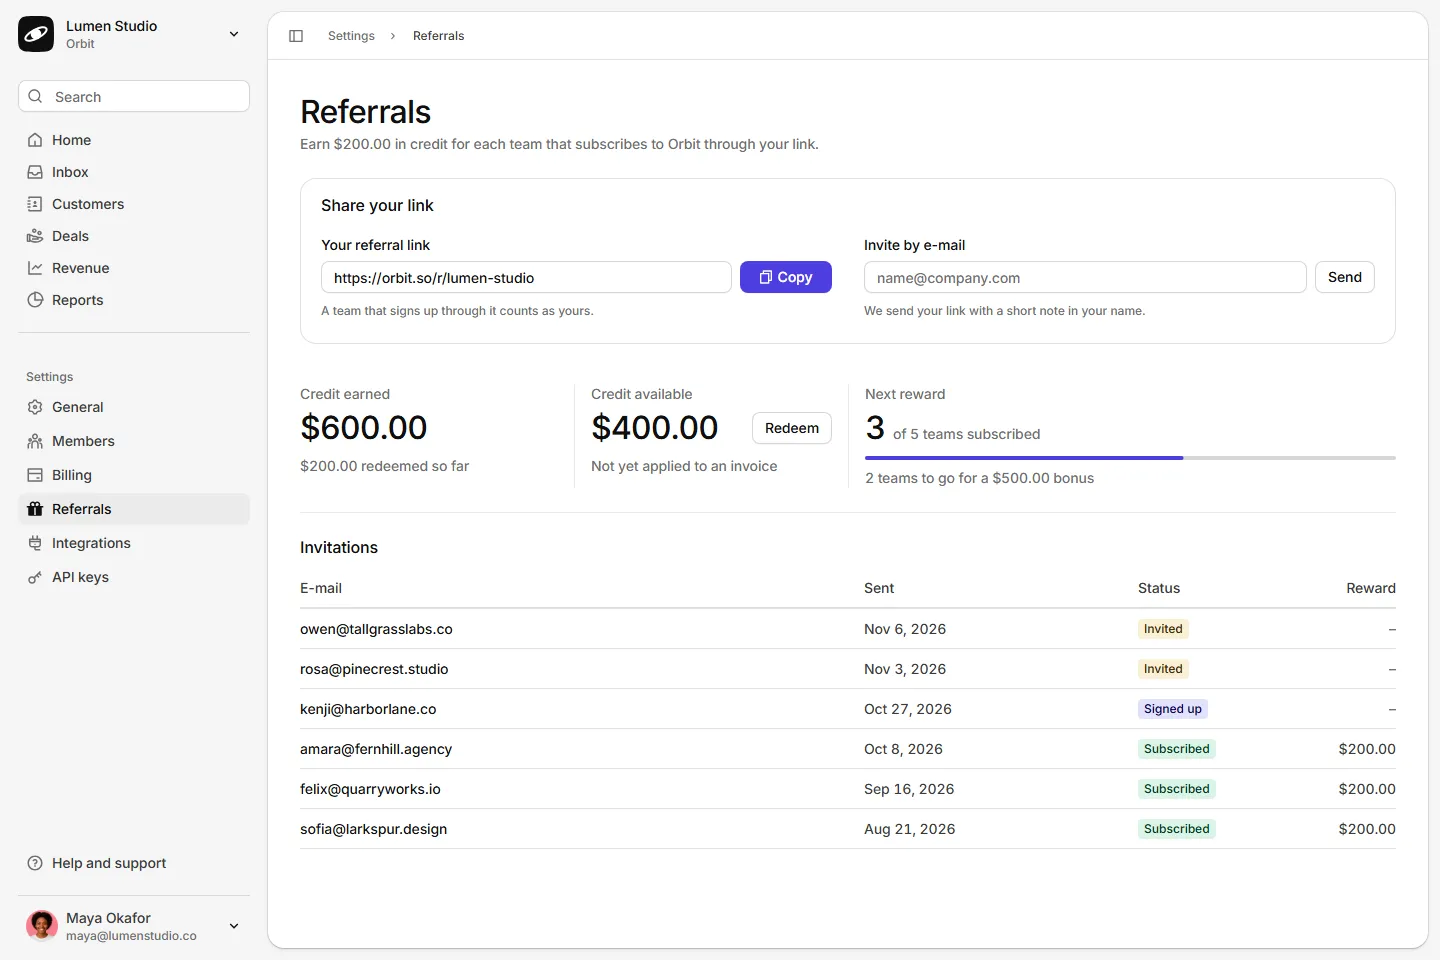 Lumen Studio
Orbit
Search
Home
Inbox
Customers
Deals
Revenue
Reports
Settings
General
Members
Billing
Referrals
Integrations
API keys
Help and support
Maya Okafor
maya@lumenstudio.co
Settings > Referrals
Referrals
Earn $200.00 in credit for each team that subscribes to Orbit through your link.
Share your link
Your referral link
https://orbit.so/r/lumen-studio
Copy
A team that signs up through it counts as yours.
Invite by e-mail
name@company.com
Send
We send your link with a short note in your name.
Credit earned
$600.00
$200.00 redeemed so far
Credit available
$400.00
Redeem
Not yet applied to an invoice
Next reward
3 of 5 teams subscribed
2 teams to go for a $500.00 bonus
Invitations
E-mail Sent Status Reward
owen@tallgrasslabs.co Nov 6, 2026 Invited –
rosa@pinecrest.studio Nov 3, 2026 Invited –
kenji@harborlane.co Oct 27, 2026 Signed up –
amara@fernhill.agency Oct 8, 2026 Subscribed $200.00
felix@quarryworks.io Sep 16, 2026 Subscribed $200.00
sofia@larkspur.design Aug 21, 2026 Subscribed $200.00